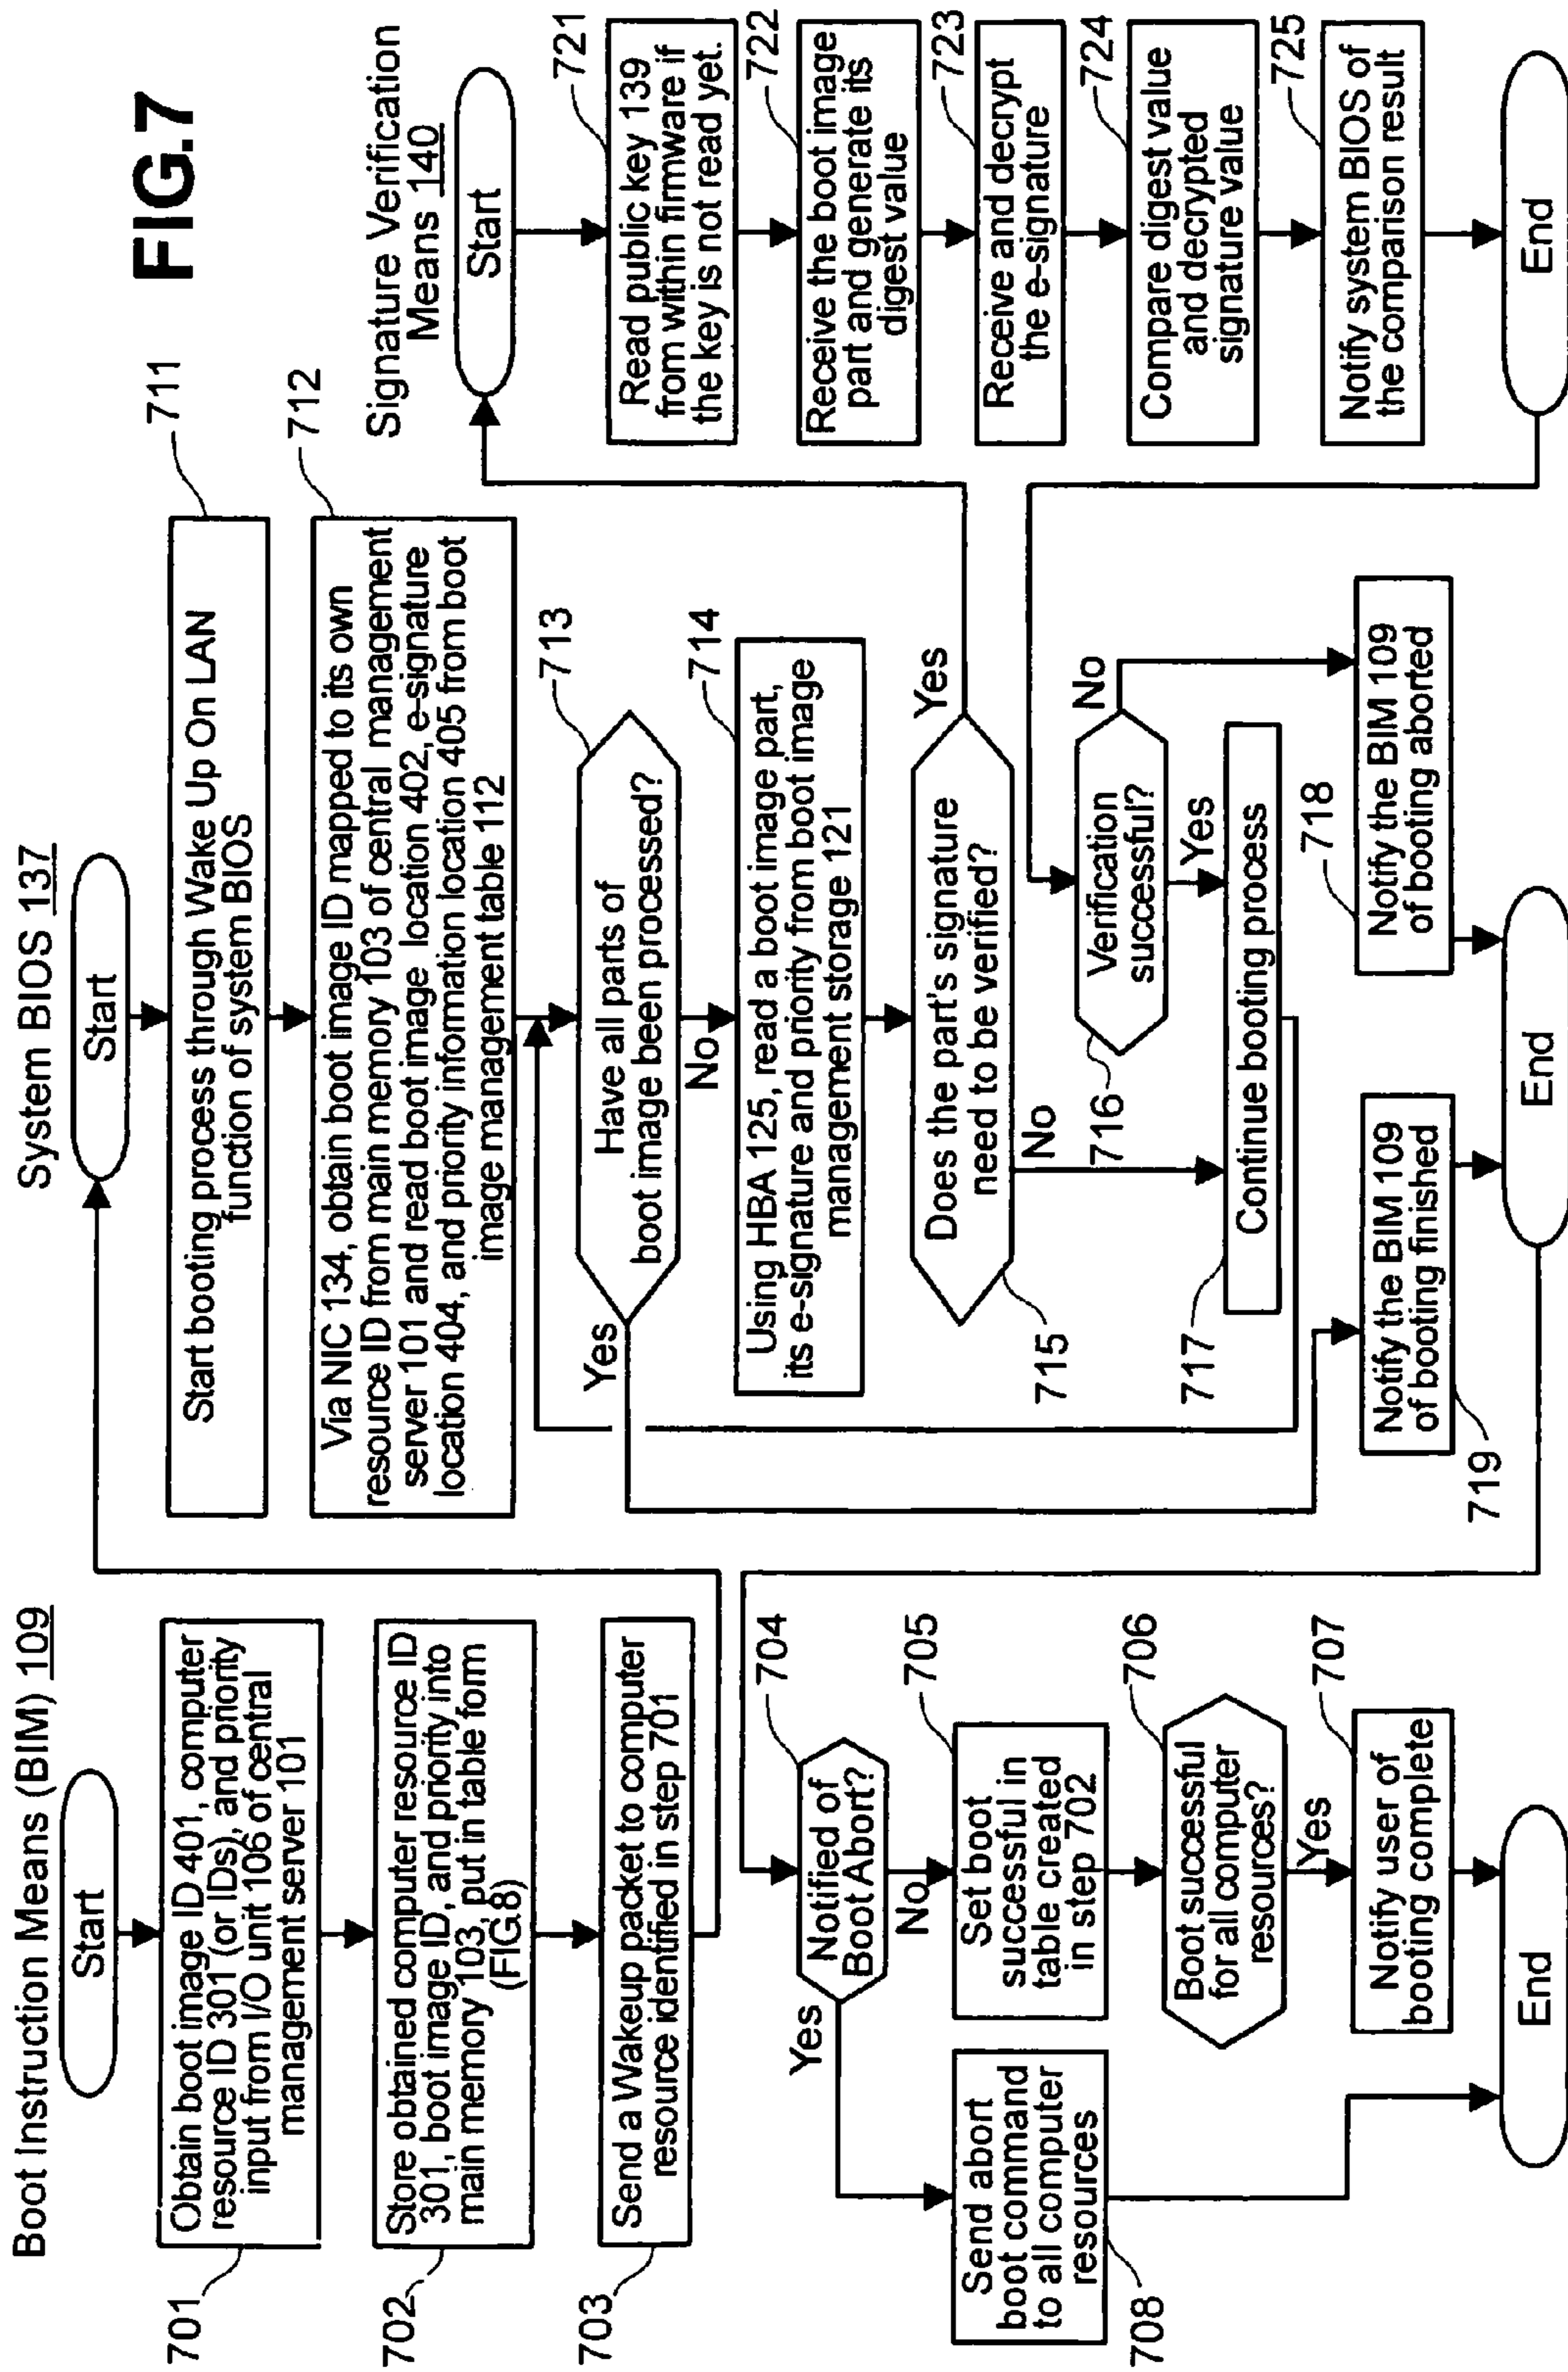 FIG.7
Boot Instruction Means (BIM) 109
Start
701
Obtain boot image ID 401, computer
resource ID 301 (or IDs), and priority
input from I/O unit 106 of central
management server 101
702
Store obtained computer resource ID
301, boot image ID, and priority into
main memory 103, put in table form
(FIG.8)
703
Send a Wakeup packet to computer
resource identified in step 701
704
Notified of
Boot Abort?
Yes
No
705
Set boot
successful in
table created
in step 702
706
Boot successful
for all computer
resources?
Yes
707
Notify user of
booting complete
Send abort
boot command
to all computer
resources
708
End
System BIOS 137
Start
711
Start booting process through Wake Up On LAN
function of system BIOS
712
Via NIC 134, obtain boot image ID mapped to its own
resource ID from main memory 103 of central management
server 101 and read boot image location 402, e-signature
location 404, and priority information location 405 from boot
image management table 112
713
Have all parts of
boot image been processed?
Yes
No
714
Using HBA 125, read a boot image part,
its e-signature and priority from boot image
management storage 121
Does the part's signature
need to be verified?
Yes
No
715
Verification
successful?
No
Yes
716
717
Continue booting process
718
Notify the BIM 109
of booting aborted
Notify the BIM 109
of booting finished
719
End
Signature Verification
Means 140
Start
721
Read public key 139
from within firmware if
the key is not read yet.
722
Receive the boot image
part and generate its
digest value
723
Receive and decrypt
the e-signature
724
Compare digest value
and decrypted
signature value
725
Notify system BIOS of
the comparison result
End